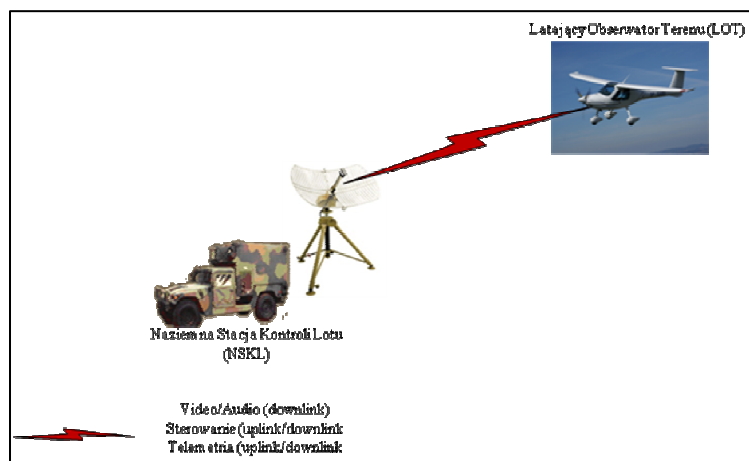 Latający Obserwator Terenu (LOT)
Naziemna Stacja Kontroli Lotu
(NSKL)
Video/Audio (downlink)
Sterowanie (uplink/downlink
Telemetria (uplink/downlink